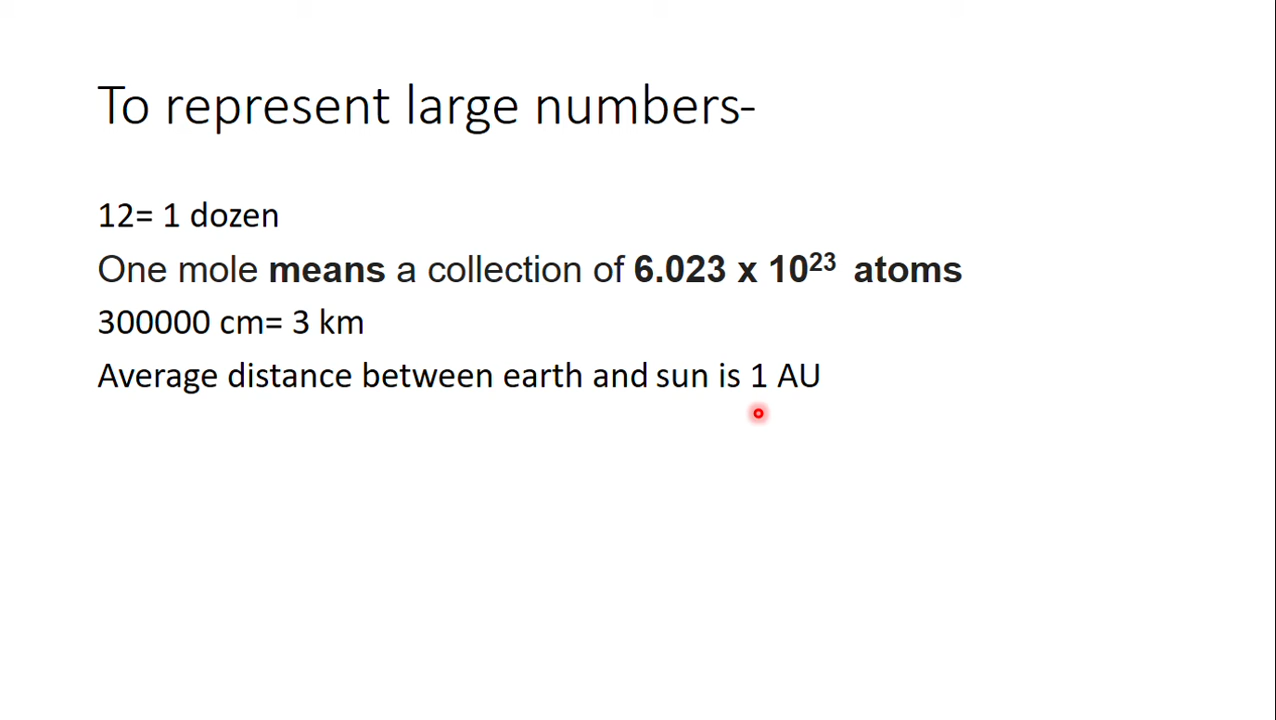 To represent large numbers-
12= 1 dozen
One mole means a collection of 6.023 x 10²³ atoms
300000 cm= 3 km
Average distance between earth and sun is 1 AU